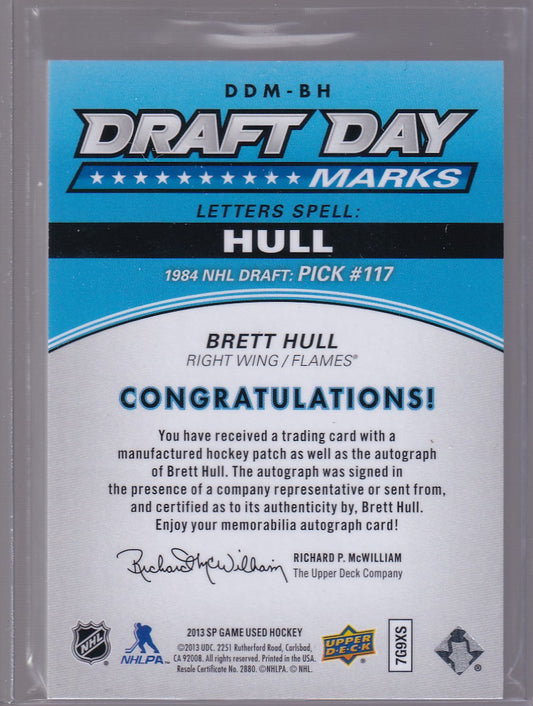 DDM-BH
DRAFT DAY
MARKS
LETTERS SPELL:
HULL
1984 NHL DRAFT: PICK #117
BRETT HULL
RIGHT WING / FLAMES®
CONGRATULATIONS!
You have received a trading card with a
manufactured hockey patch as well as the autograph
of Brett Hull. The autograph was signed in
the presence of a company representative or sent from,
and certified as to its authenticity by, Brett Hull.
Enjoy your memorabilia autograph card!
Richard McWilliam
RICHARD P. McWILLIAM
The Upper Deck Company
NHL
NHLPA
2013 SP GAME USED HOCKEY
©2013 UDC. 2251 Rutherford Road, Carlsbad,
CA 92008. All rights reserved. Printed in the USA.
Resale Certificate No. 2880. ©NHLPA. © NHL.
UPPER DECK
7G9XS